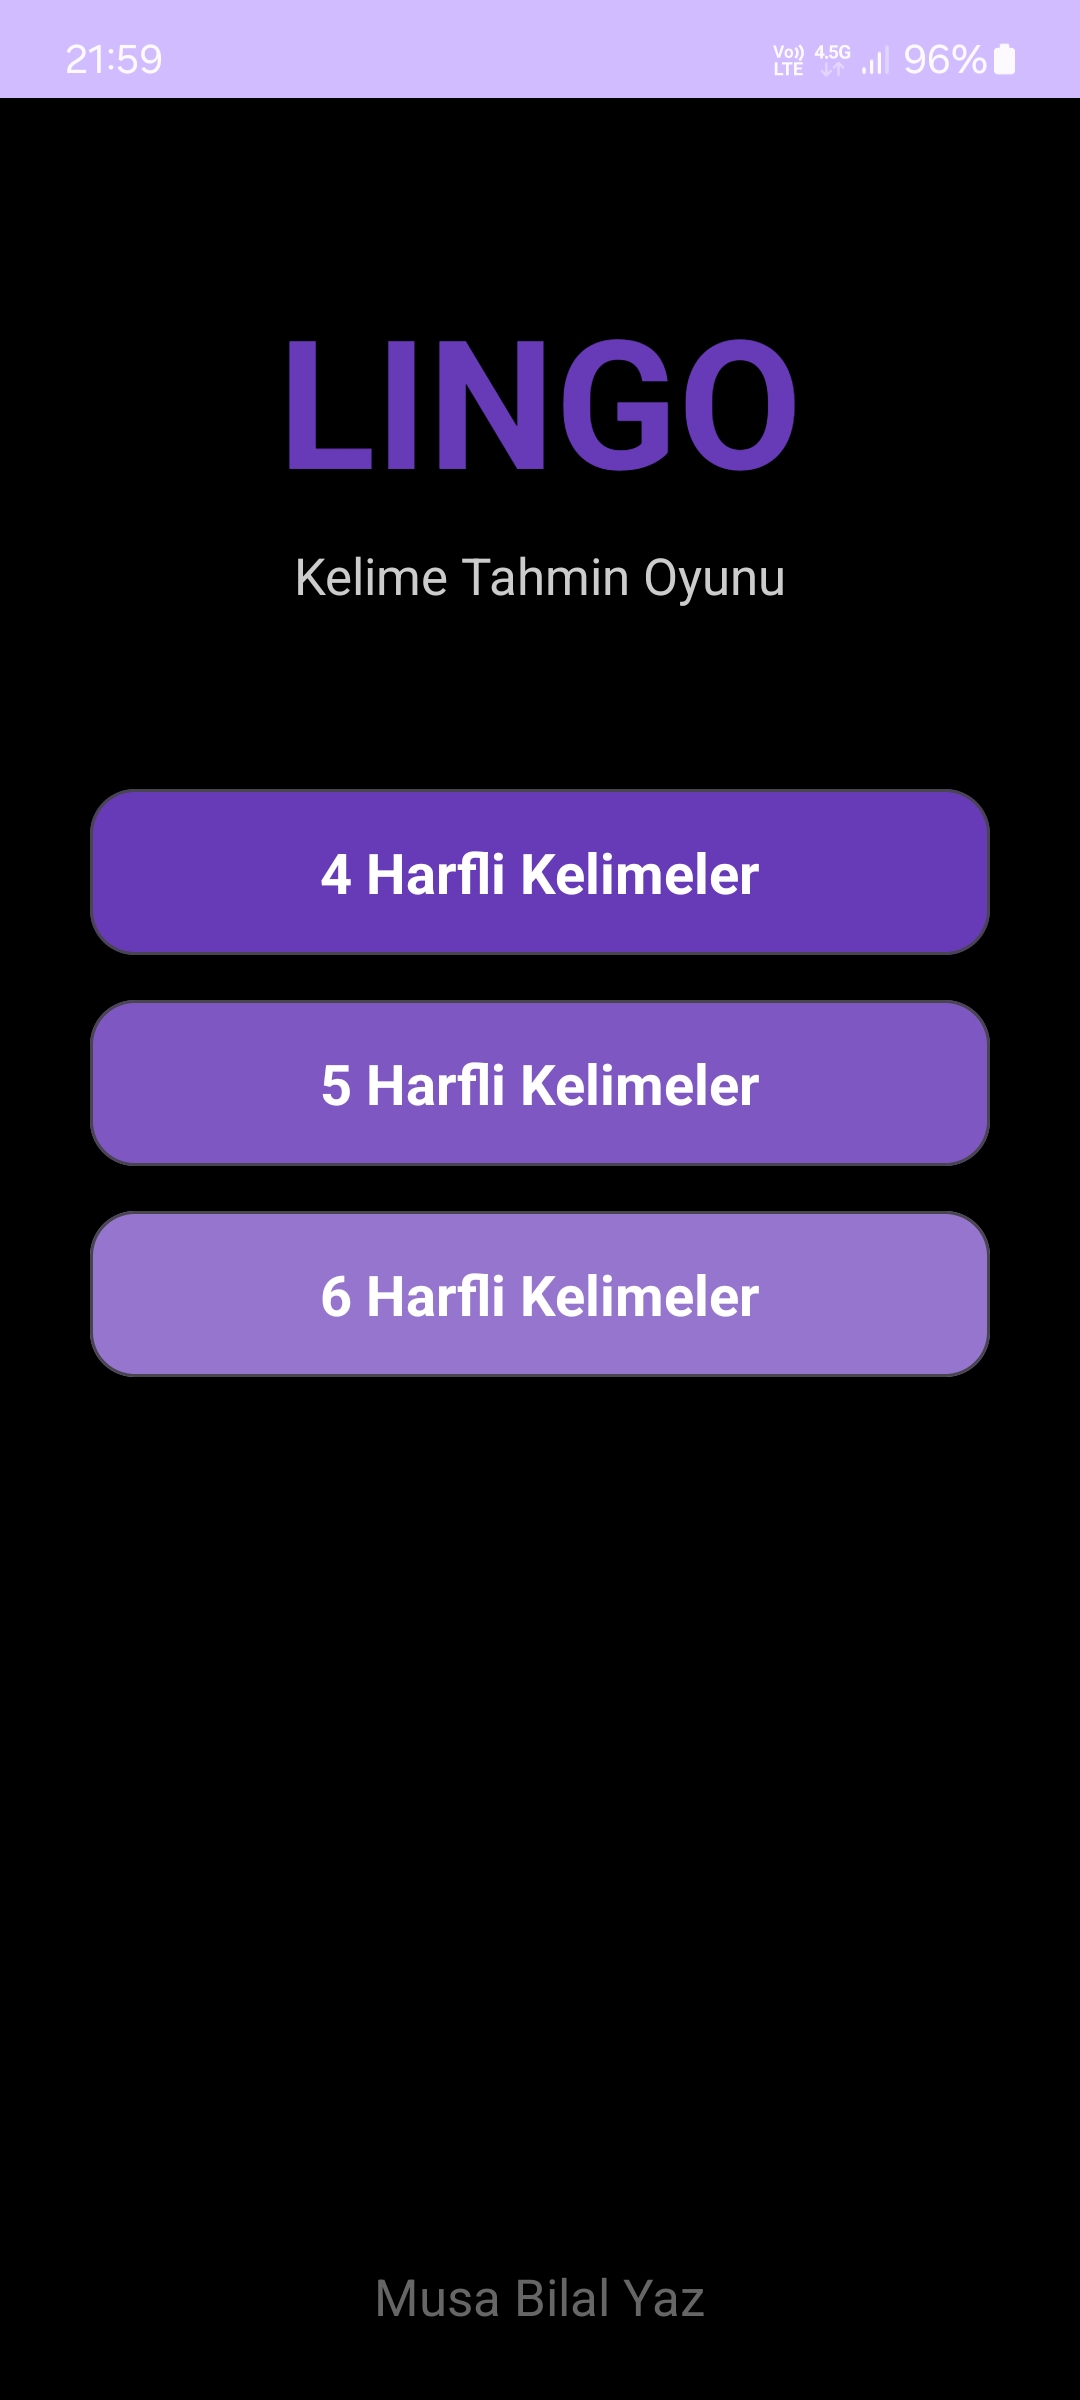 21:59 Vo)) LTE 4.5G 96%
LINGO
Kelime Tahmin Oyunu
4 Harfli Kelimeler
5 Harfli Kelimeler
6 Harfli Kelimeler
Musa Bilal Yaz